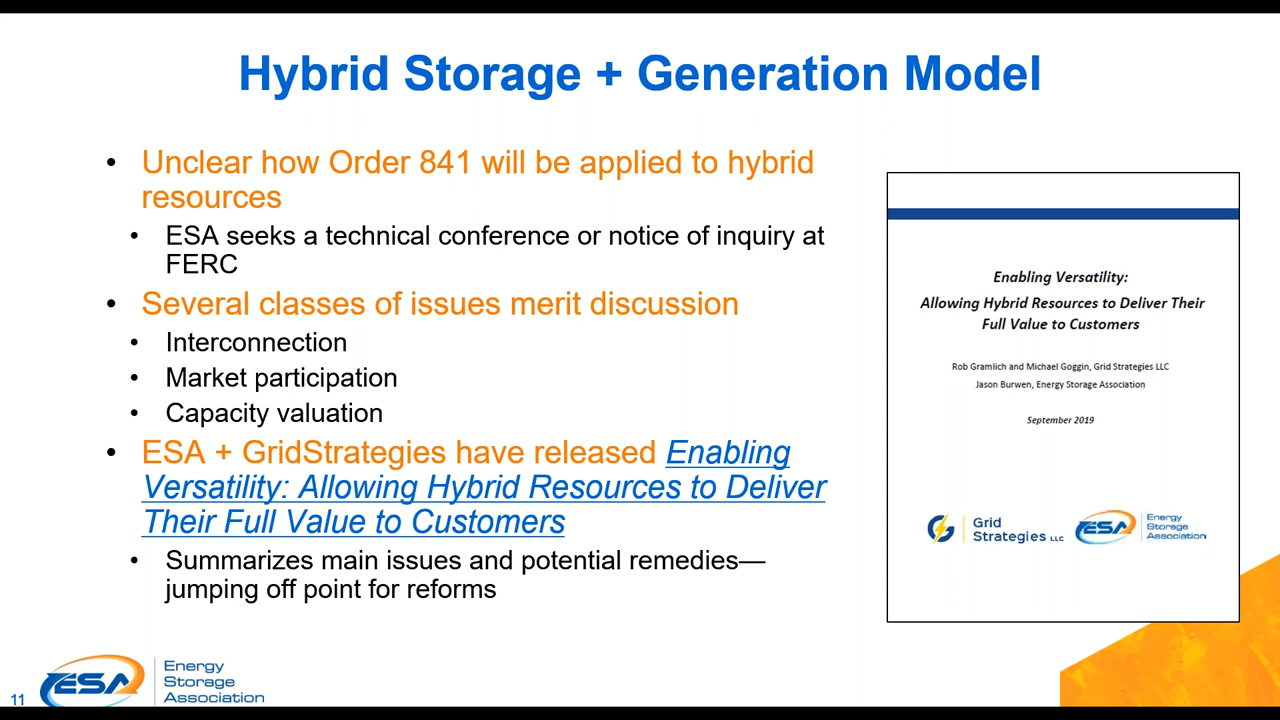 Hybrid Storage + Generation Model
• Unclear how Order 841 will be applied to hybrid
resources
• ESA seeks a technical conference or notice of inquiry at
FERC
• Several classes of issues merit discussion
• Interconnection
• Market participation
• Capacity valuation
• ESA + GridStrategies have released Enabling
Versatility: Allowing Hybrid Resources to Deliver
Their Full Value to Customers
• Summarizes main issues and potential remedies—
jumping off point for reforms
Enabling Versatility:
Allowing Hybrid Resources to Deliver Their
Full Value to Customers
Rob Gramlich and Michael Goggin, Grid Strategies LLC
Jason Burwen, Energy Storage Association
September 2019
Grid
Strategies LLC
ESA
Energy
Storage
Association
ESA
Energy
Storage
Association
11